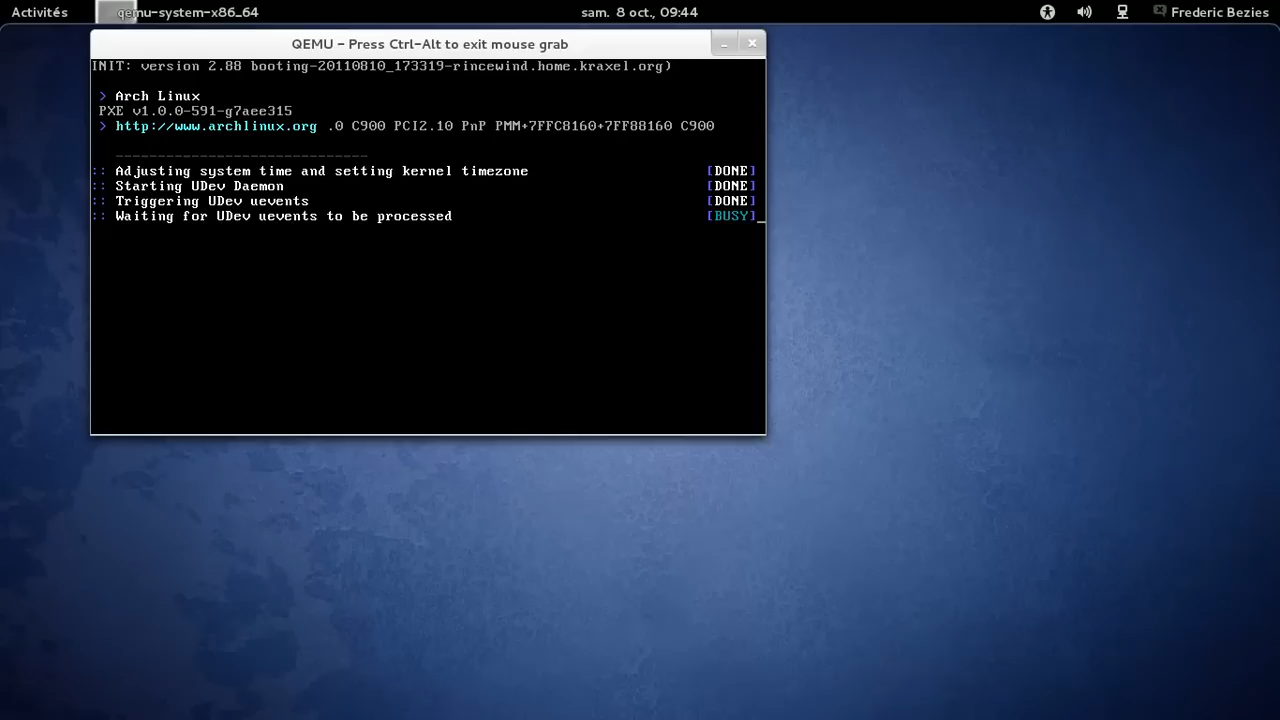 Activités qemu-system-x86_64 sam. 8 oct., 09:44 Frederic Bezies
QEMU - Press Ctrl-Alt to exit mouse grab
INIT: version 2.88 booting-20110810_173319-rincewind.home.kraxel.org)
> Arch Linux
PXE v1.0.0-591-g7aee315
> http://www.archlinux.org .0 C900 PCI2.10 PnP PMM+7FFC8160+7FF88160 C900
------------------------------
:: Adjusting system time and setting kernel timezone [DONE]
:: Starting UDev Daemon [DONE]
:: Triggering UDev uevents [DONE]
:: Waiting for UDev uevents to be processed [BUSY]_